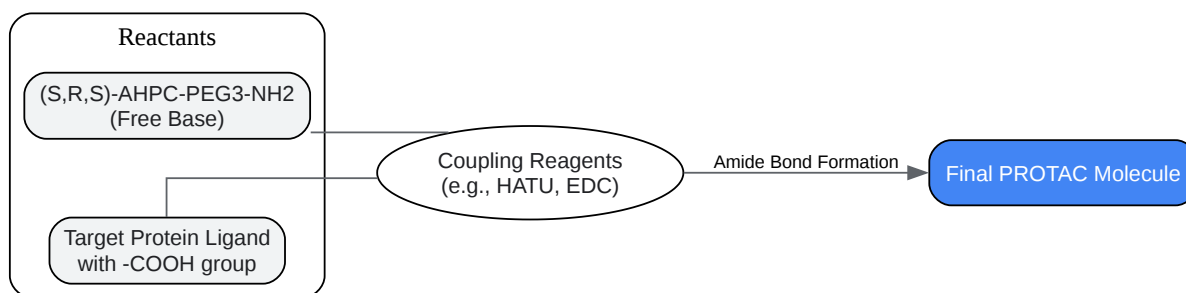 Reactants
(S,R,S)-AHPC-PEG3-NH2
(Free Base)
Coupling Reagents
(e.g., HATU, EDC)
Amide Bond Formation
Final PROTAC Molecule
Target Protein Ligand
with -COOH group